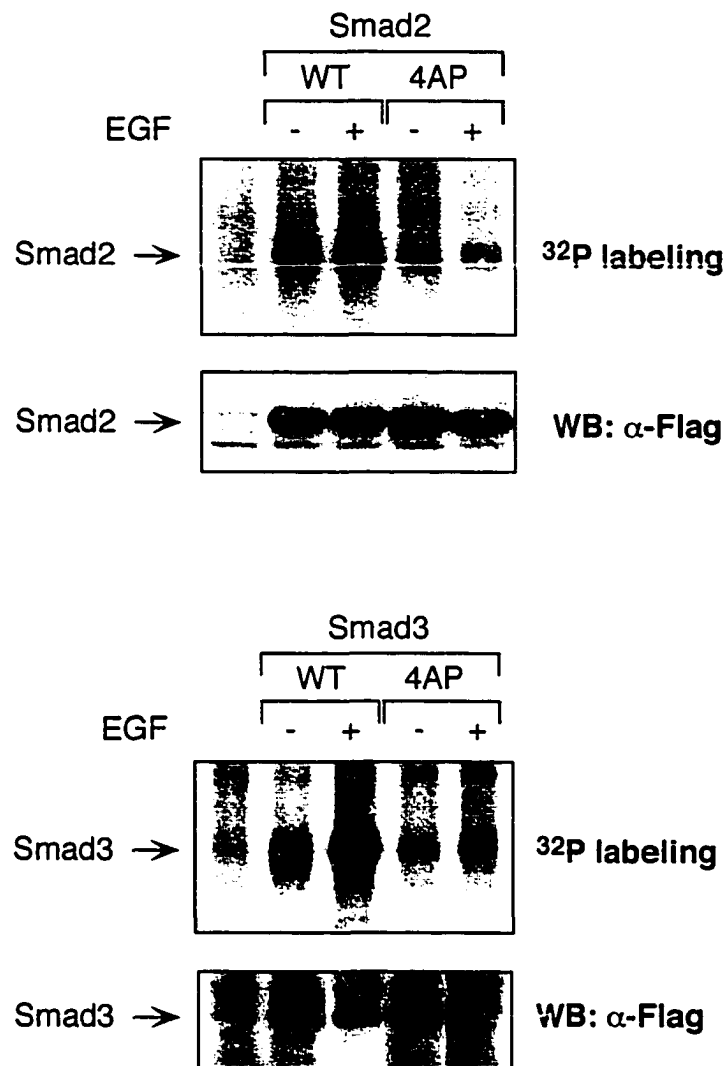 Smad2
WT 4AP
EGF - + - +
Smad2 → ³²P labeling
Smad2 → WB: α-Flag
Smad3
WT 4AP
EGF - + - +
Smad3 → ³²P labeling
Smad3 → WB: α-Flag